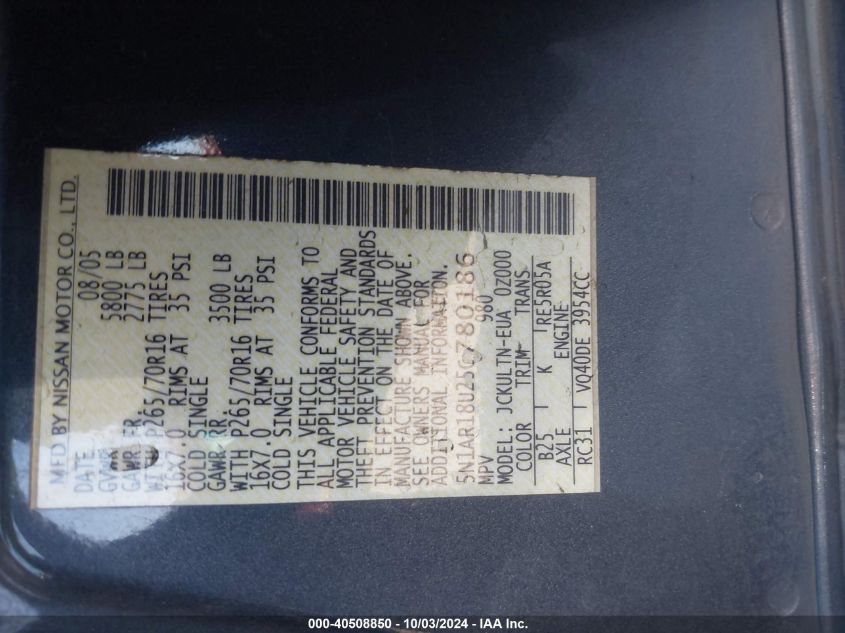 MFD BY NISSAN MOTOR CO., LTD.
DATE 08/05
GVWR 5800 LB
GAWR FR. 2775 LB
WITH P265/70R16 TIRES
16X7.0 RIMS AT 35 PSI
COLD SINGLE
GAWR RR. 3500 LB
WITH P265/70R16 TIRES
16X7.0 RIMS AT 35 PSI
COLD SINGLE
THIS VEHICLE CONFORMS TO
ALL APPLICABLE FEDERAL
MOTOR VEHICLE SAFETY AND
THEFT PREVENTION STANDARDS
IN EFFECT ON THE DATE OF
MANUFACTURE SHOWN ABOVE.
SEE OWNERS MANUAL FOR
ADDITIONAL INFORMATION.
5N1AR18U25C780186
MPV 980
MODEL: JCKULTN-EUA 0Z000
COLOR TRIM TRANS.
BZ5 K RE5R05A
AXLE ENGINE
RC31 VQ40DE 3954CC
000-40508850 - 10/03/2024 - IAA Inc.